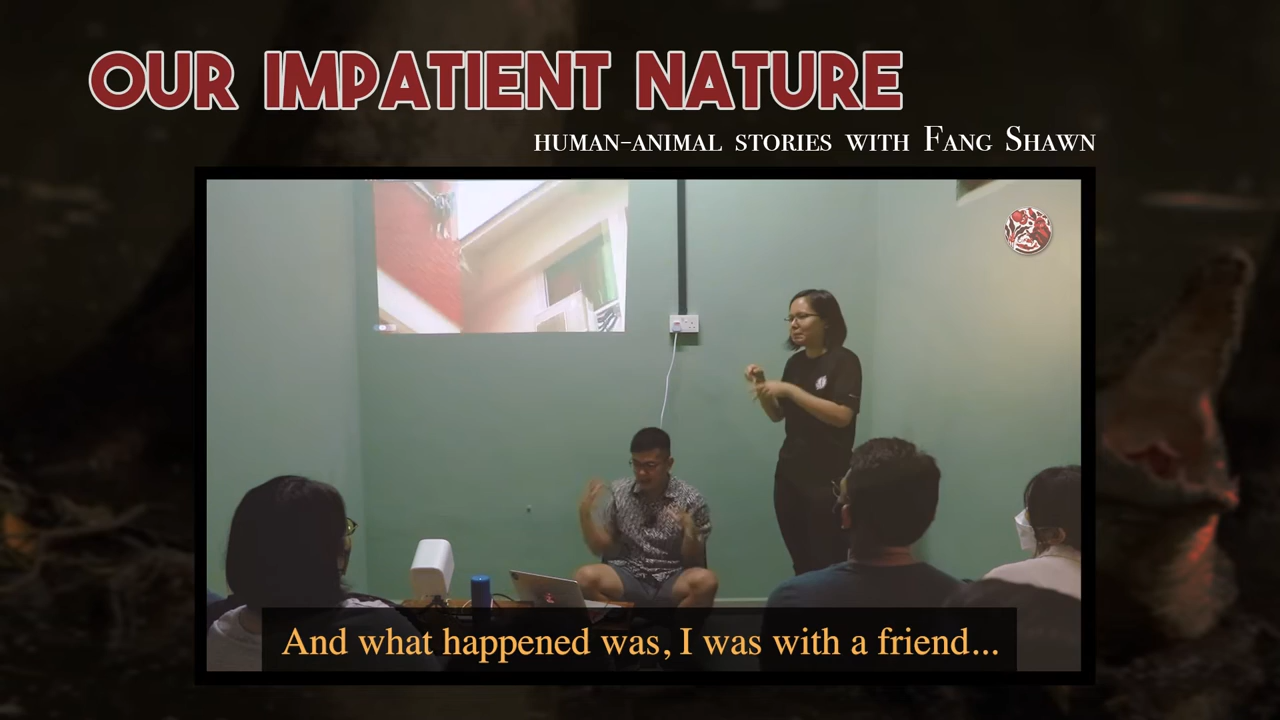 OUR IMPATIENT NATURE
HUMAN-ANIMAL STORIES WITH FANG SHAWN
And what happened was, I was with a friend...